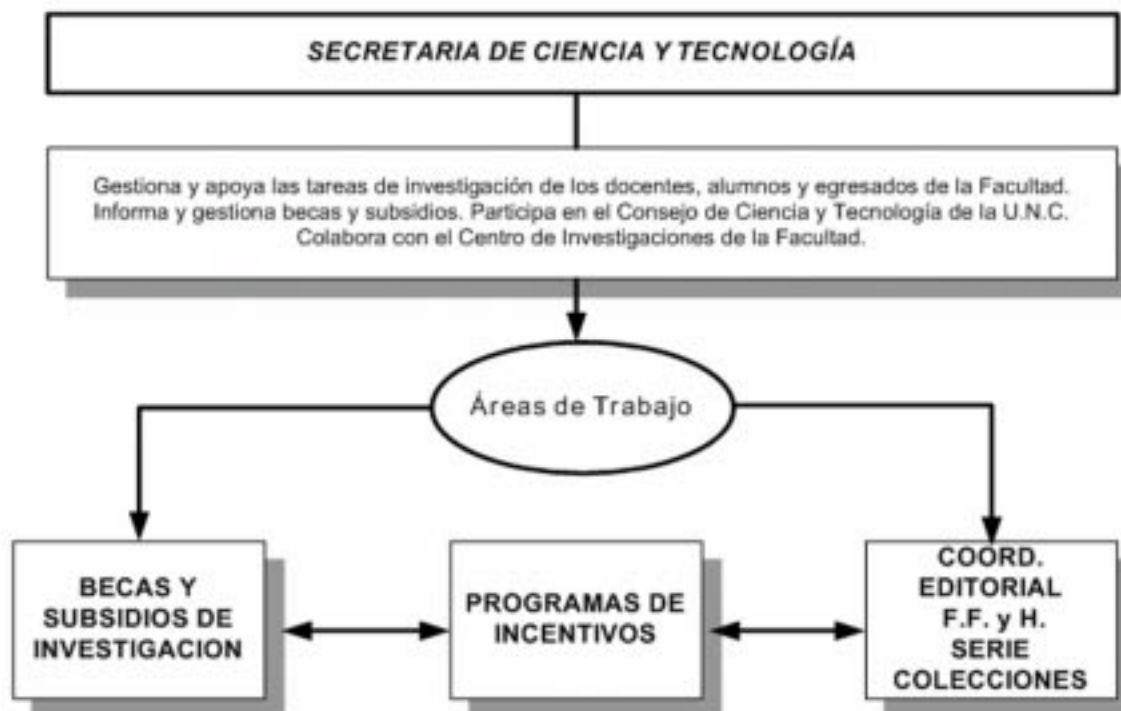 SECRETARIA DE CIENCIA Y TECNOLOGÍA
Gestiona y apoya las tareas de investigación de los docentes, alumnos y egresados de la Facultad.
Informa y gestiona becas y subsidios. Participa en el Consejo de Ciencia y Tecnología de la U.N.C.
Colabora con el Centro de Investigaciones de la Facultad.
Áreas de Trabajo
BECAS Y
SUBSIDIOS DE
INVESTIGACION
PROGRAMAS DE
INCENTIVOS
COORD.
EDITORIAL
F.F. y H.
SERIE
COLECCIONES